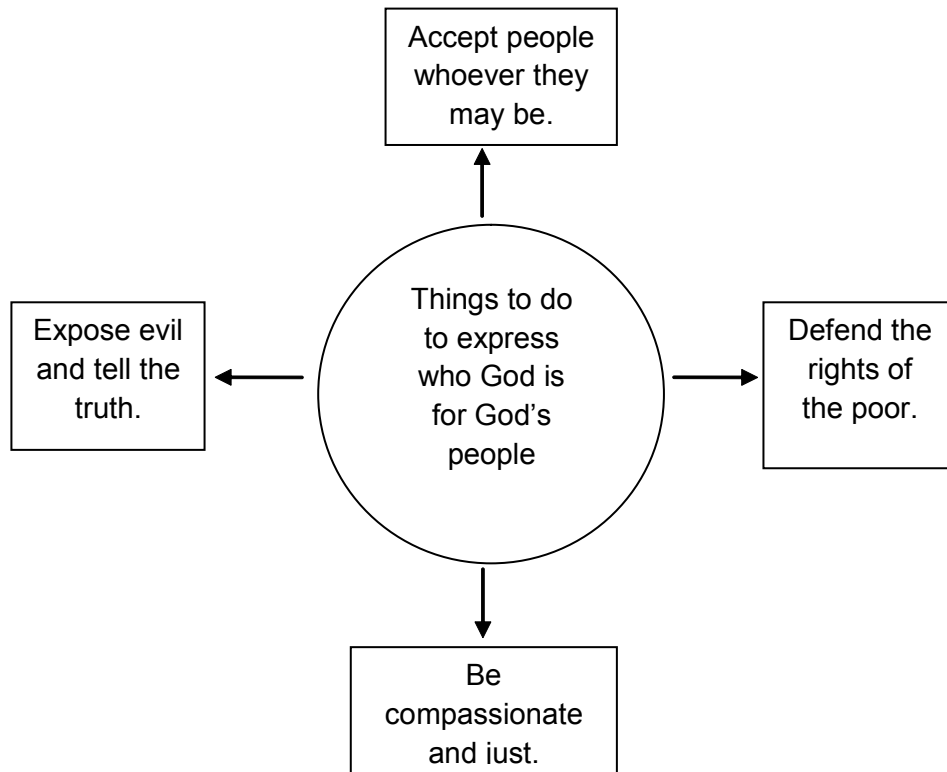 Accept people
whoever they
may be.
Things to do
to express
who God is
for God's
people
Expose evil
and tell the
truth.
Defend the
rights of
the poor.
Be
compassionate
and just.